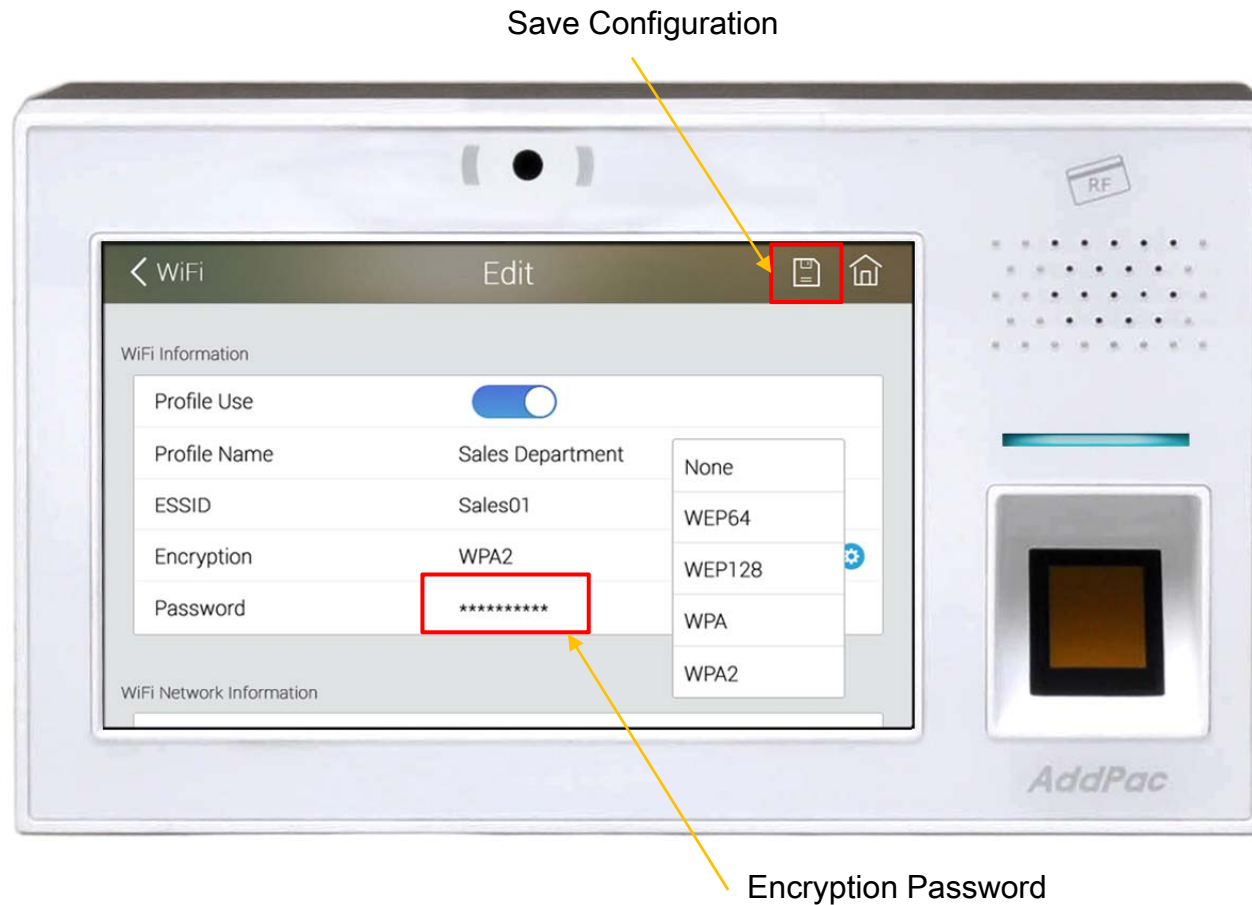 Save Configuration
RF
WiFi Edit
WiFi Information
Profile Use
Profile Name Sales Department
ESSID Sales01
Encryption WPA2
Password **********
None
WEP64
WEP128
WPA
WPA2
WiFi Network Information
AddPac
Encryption Password